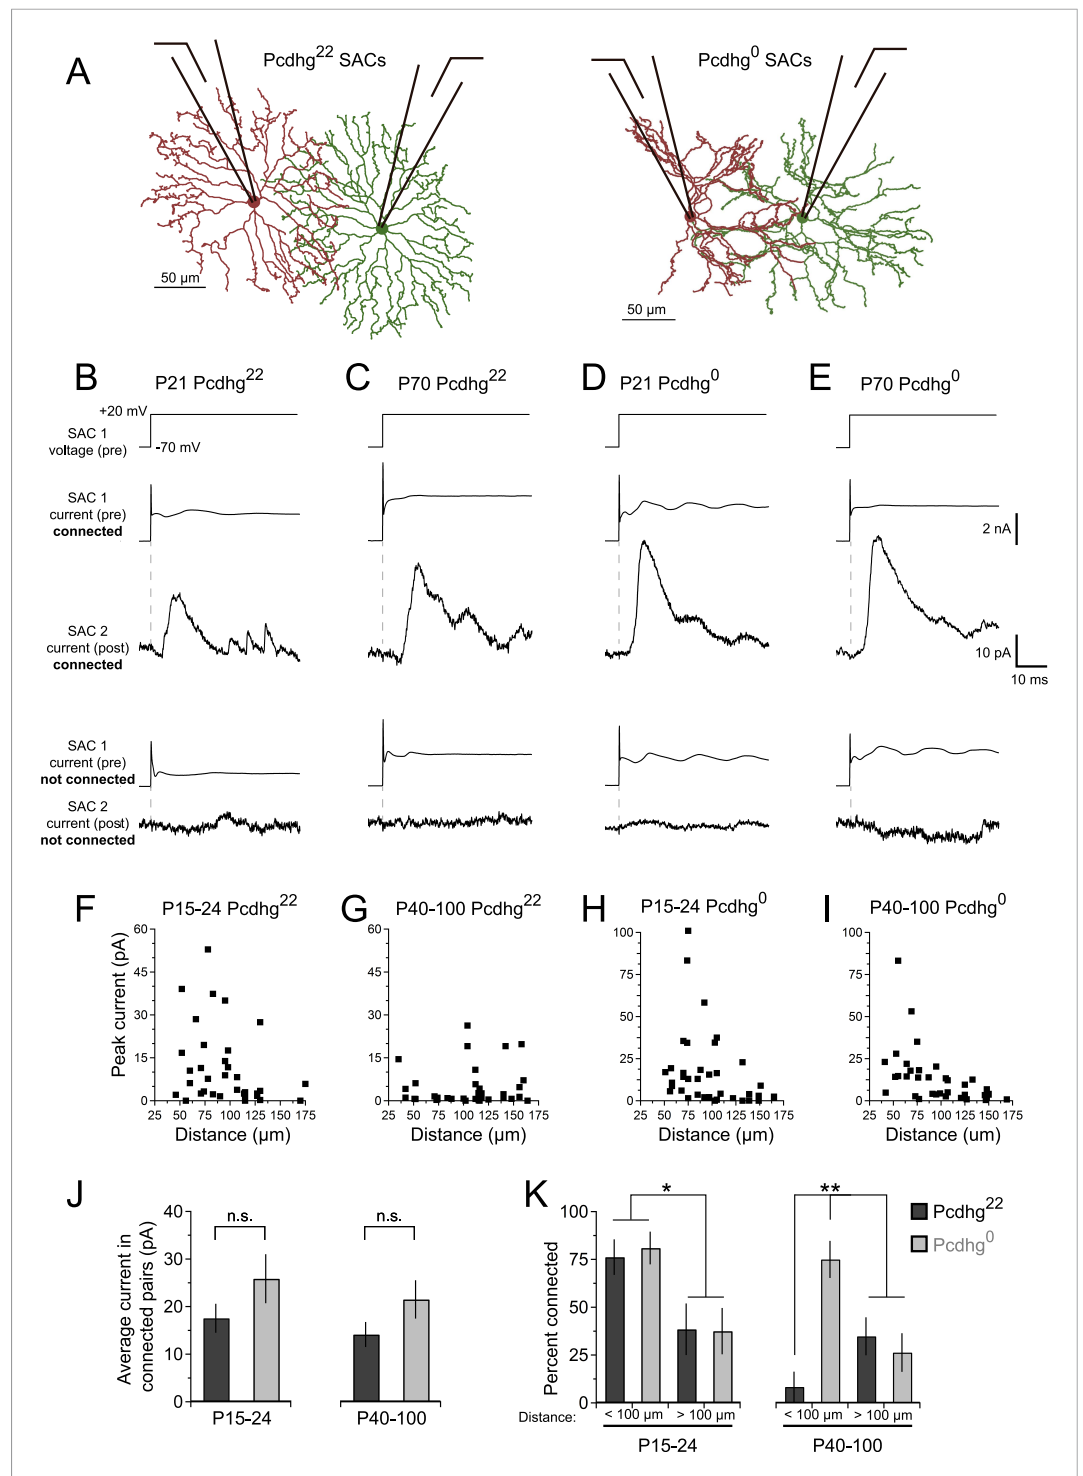 A
Pcdhg22 SACs
Pcdhg0 SACs
50 µm
50 µm
B
P21 Pcdhg22
C
P70 Pcdhg22
D
P21 Pcdhg0
E
P70 Pcdhg0
+20 mV
SAC 1
voltage (pre)
-70 mV
SAC 1
current (pre)
connected
2 nA
SAC 2
current (post)
connected
10 pA
10 ms
SAC 1
current (pre)
not connected
SAC 2
current (post)
not connected
F
P15-24 Pcdhg22
G
P40-100 Pcdhg22
H
P15-24 Pcdhg0
I
P40-100 Pcdhg0
Peak current (pA)
60
45
30
15
0
25 50 75 100 125 150 175
Distance (µm)
60
45
30
15
0
25 50 75 100 125 150 175
Distance (µm)
100
75
50
25
0
25 50 75 100 125 150 175
Distance (µm)
100
75
50
25
0
25 50 75 100 125 150 175
Distance (um)
J
Average current in
connected pairs (pA)
40
30
20
10
0
n.s.
n.s.
P15-24
P40-100
K
Percent connected
100
75
50
25
0
*
**
Pcdhg22
Pcdhg0
Distance:
< 100 µm
> 100 µm
< 100 µm
> 100 µm
P15-24
P40-100